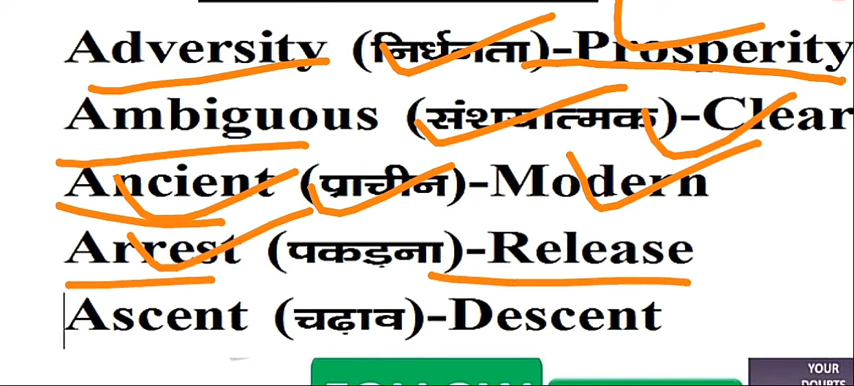 Adversity (निर्धनता)-Prosperity
Ambiguous (संशयात्मक)-Clear
Ancient (प्राचीन)-Modern
Arrest (पकड़ना)-Release
Ascent (चढ़ाव)-Descent
YOUR
DOUBTS